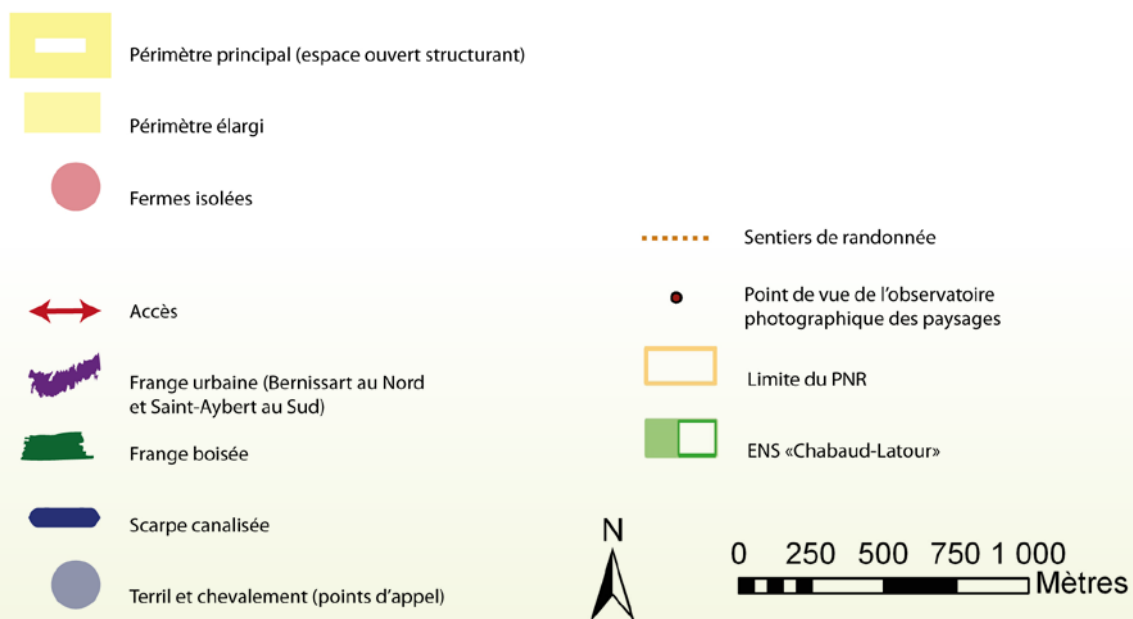 Périmètre principal (espace ouvert structurant)
Périmètre élargi
Fermes isolées
Accès
Frange urbaine (Bernissart au Nord
et Saint-Aybert au Sud)
Frange boisée
Scarpe canalisée
Terril et chevalement (points d'appel)
Sentiers de randonnée
Point de vue de l'observatoire
photographique des paysages
Limite du PNR
ENS «Chabaud-Latour»
N
0 250 500 750 1 000
Mètres